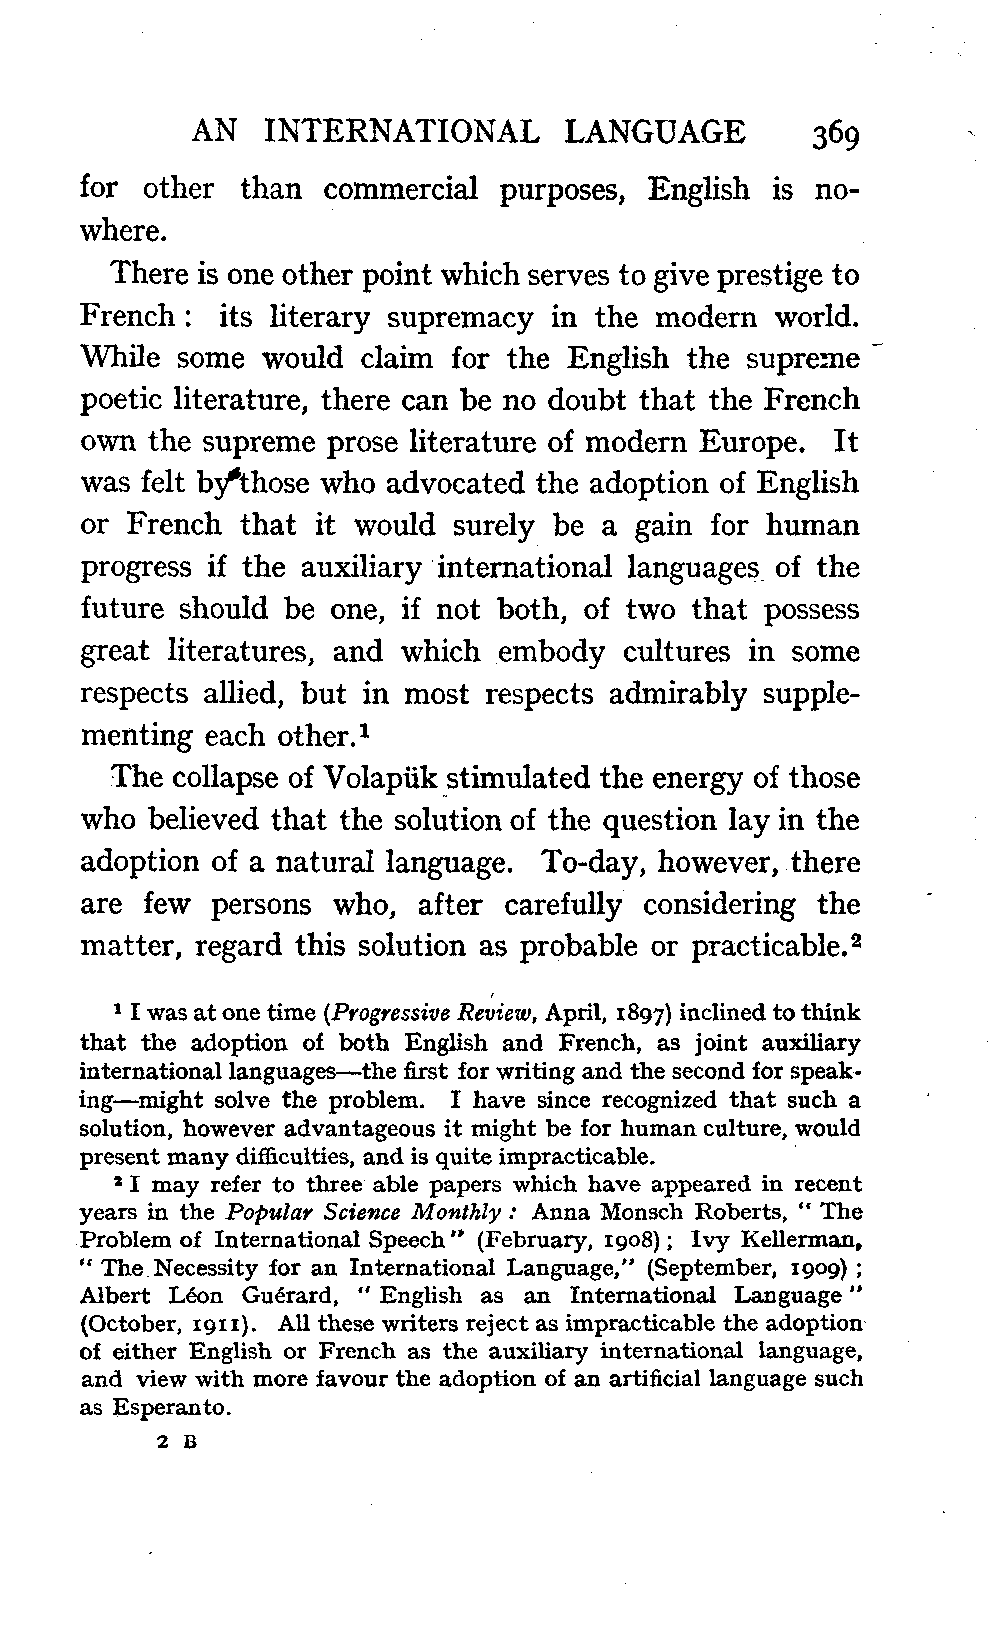 AN INTERNATIONAL LANGUAGE 369
for other than commercial purposes, English is no-
where.
There is one other point which serves to give prestige to
French : its literary supremacy in the modern world.
While some would claim for the English the supreme
poetic literature, there can be no doubt that the French
own the supreme prose literature of modern Europe. It
was felt by those who advocated the adoption of English
or French that it would surely be a gain for human
progress if the auxiliary international languages of the
future should be one, if not both, of two that possess
great literatures, and which embody cultures in some
respects allied, but in most respects admirably supple-
menting each other.¹
The collapse of Volapük stimulated the energy of those
who believed that the solution of the question lay in the
adoption of a natural language. To-day, however, there
are few persons who, after carefully considering the
matter, regard this solution as probable or practicable.²
¹ I was at one time (Progressive Review, April, 1897) inclined to think
that the adoption of both English and French, as joint auxiliary
international languages—the first for writing and the second for speak-
ing—might solve the problem. I have since recognized that such a
solution, however advantageous it might be for human culture, would
present many difficulties, and is quite impracticable.
² I may refer to three able papers which have appeared in recent
years in the Popular Science Monthly : Anna Monsch Roberts, " The
Problem of International Speech" (February, 1908) ; Ivy Kellerman,
" The Necessity for an International Language," (September, 1909) ;
Albert Léon Guérard, " English as an International Language "
(October, 1911). All these writers reject as impracticable the adoption
of either English or French as the auxiliary international language,
and view with more favour the adoption of an artificial language such
as Esperanto.
2 B